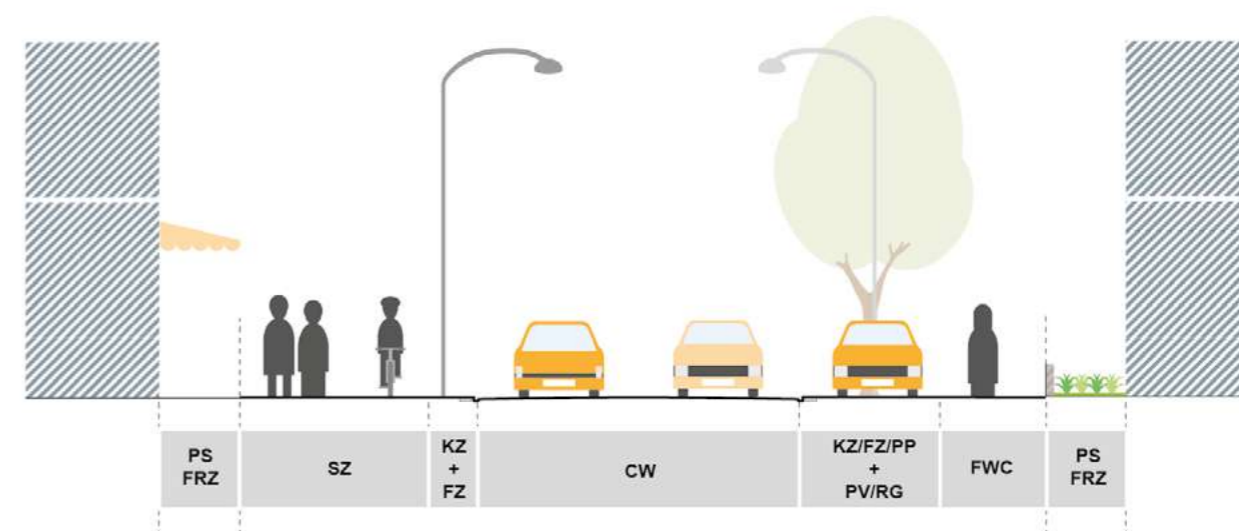 PS
FRZ
SZ
KZ
+
FZ
CW
KZ/FZ/PP
+
PV/RG
FWC
PS
FRZ